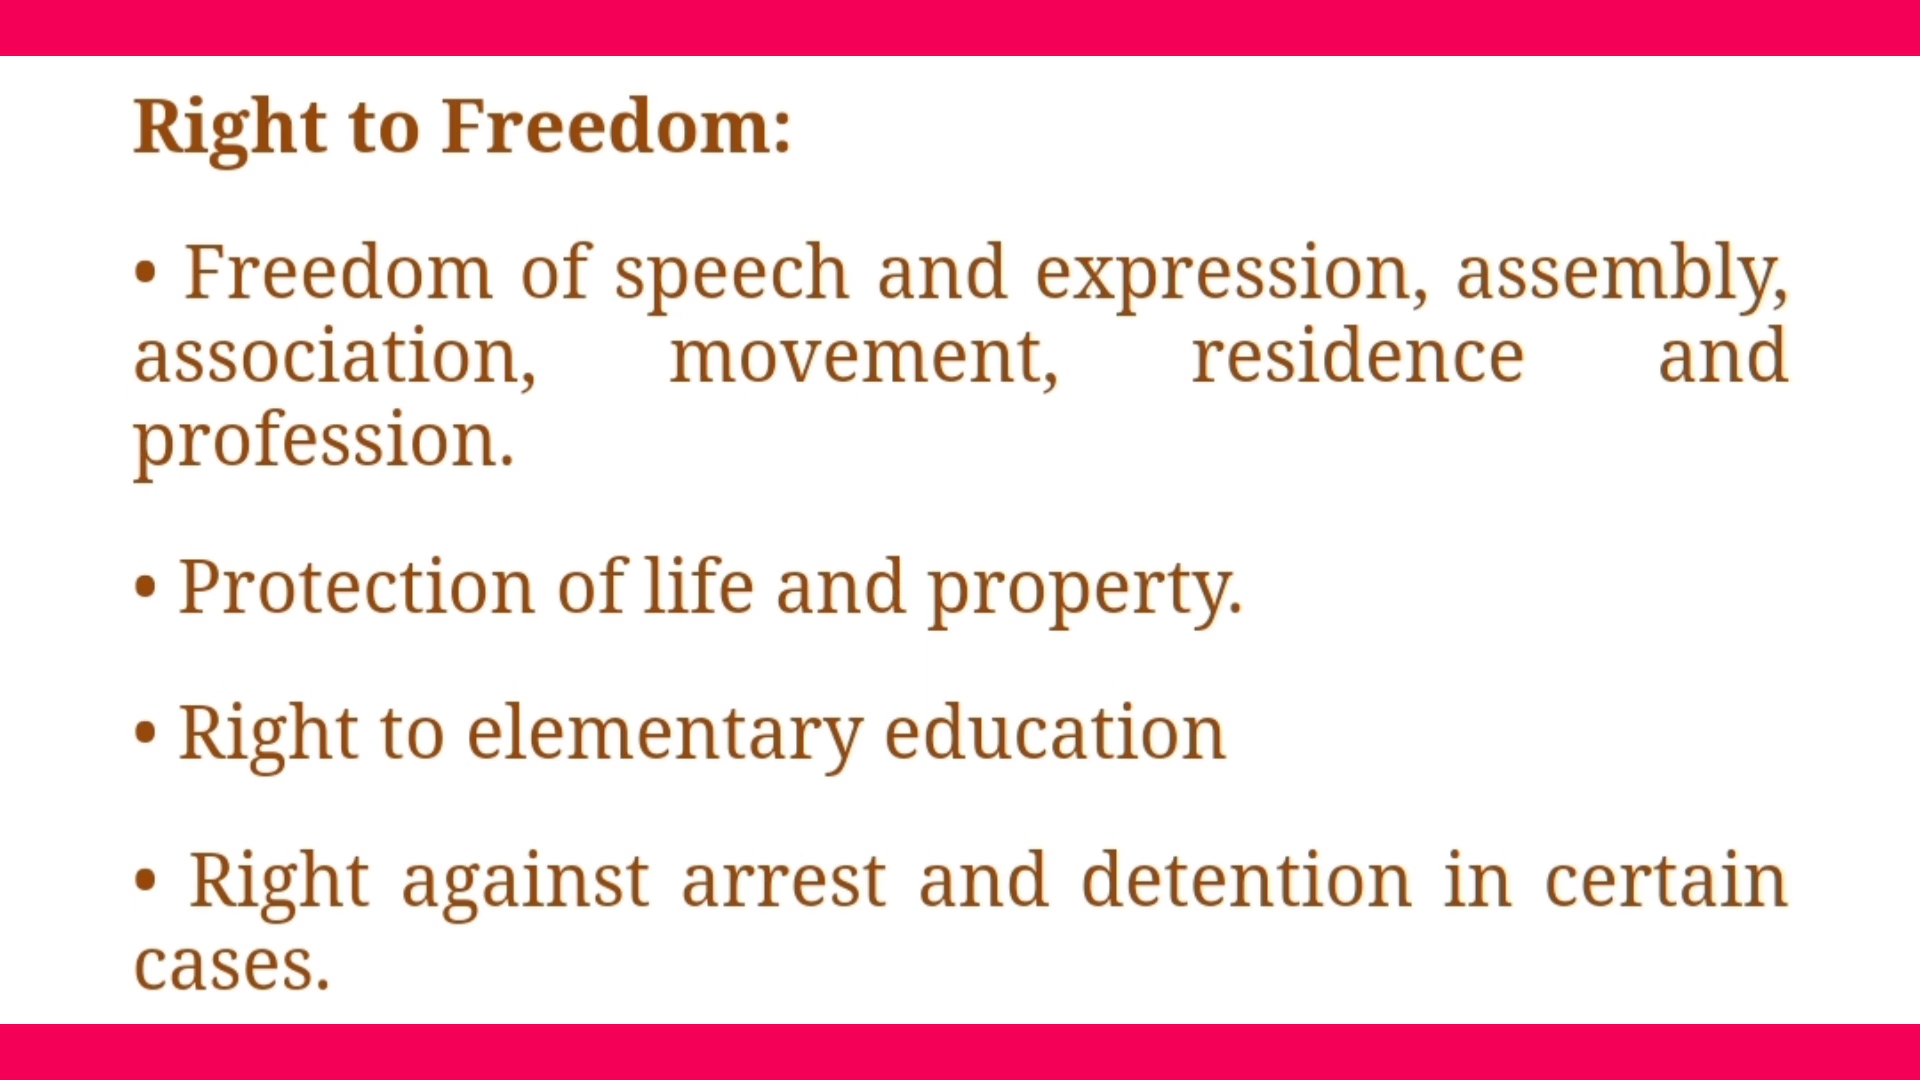 Right to Freedom:
• Freedom of speech and expression, assembly,
association, movement, residence and
profession.
• Protection of life and property.
• Right to elementary education
• Right against arrest and detention in certain
cases.